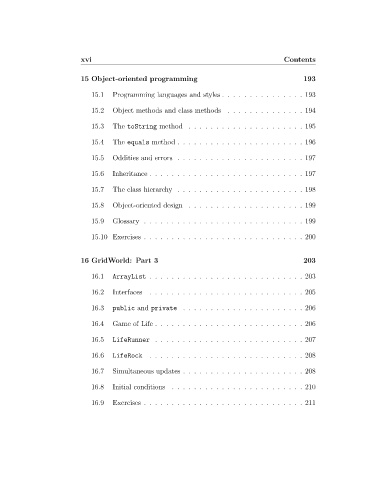 xvi Contents
15 Object-oriented programming 193
15.1 Programming languages and styles . . . . . . . . . . . . . . . 193
15.2 Object methods and class methods . . . . . . . . . . . . . . 194
15.3 The toString method . . . . . . . . . . . . . . . . . . . . . 195
15.4 The equals method . . . . . . . . . . . . . . . . . . . . . . . 196
15.5 Oddities and errors . . . . . . . . . . . . . . . . . . . . . . . 197
15.6 Inheritance . . . . . . . . . . . . . . . . . . . . . . . . . . . . 197
15.7 The class hierarchy . . . . . . . . . . . . . . . . . . . . . . . 198
15.8 Object-oriented design . . . . . . . . . . . . . . . . . . . . . 199
15.9 Glossary . . . . . . . . . . . . . . . . . . . . . . . . . . . . . 199
15.10 Exercises . . . . . . . . . . . . . . . . . . . . . . . . . . . . . 200
16 GridWorld: Part 3 203
16.1 ArrayList . . . . . . . . . . . . . . . . . . . . . . . . . . . . 203
16.2 Interfaces . . . . . . . . . . . . . . . . . . . . . . . . . . . . 205
16.3 public and private . . . . . . . . . . . . . . . . . . . . . . 206
16.4 Game of Life . . . . . . . . . . . . . . . . . . . . . . . . . . . 206
16.5 LifeRunner . . . . . . . . . . . . . . . . . . . . . . . . . . . 207
16.6 LifeRock . . . . . . . . . . . . . . . . . . . . . . . . . . . . 208
16.7 Simultaneous updates . . . . . . . . . . . . . . . . . . . . . . 208
16.8 Initial conditions . . . . . . . . . . . . . . . . . . . . . . . . 210
16.9 Exercises . . . . . . . . . . . . . . . . . . . . . . . . . . . . . 211